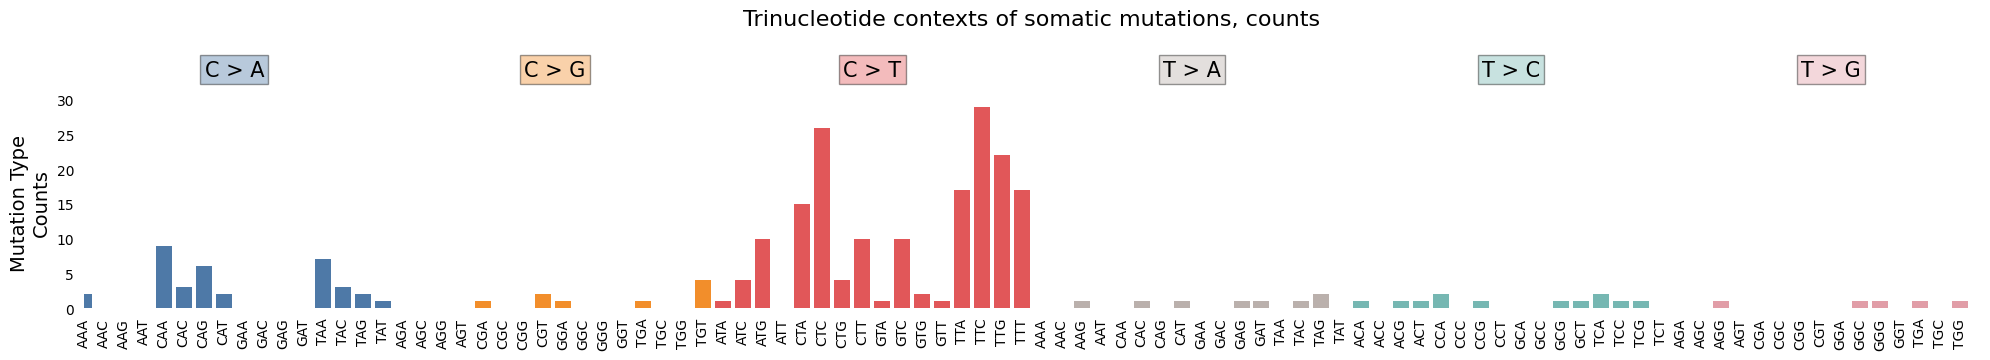 Trinucleotide contexts of somatic mutations, counts
C > A C > G C > T T > A T > C T > G
Mutation Type
Counts
30
25
20
15
10
5
0
AAA AAC AAG AAT CAA CAC CAG CAT GAA GAC GAG GAT TAA TAC TAG TAT AGA AGC AGG AGT CGA CGC CGG CGT GGA GGC GGG GGT TGA TGC TGG TGT ATA ATC ATG ATT CTA CTC CTG CTT GTA GTC GTG GTT TTA TTC TTG TTT AAA AAC AAG AAT CAA CAC CAG CAT GAA GAC GAG GAT TAA TAC TAG TAT ACA ACC ACG ACT CCA CCC CCG CCT GCA GCC GCG GCT TCA TCC TCG TCT AGA AGC AGG AGT CGA CGC CGG CGT GGA GGC GGG GGT TGA TGC TGG